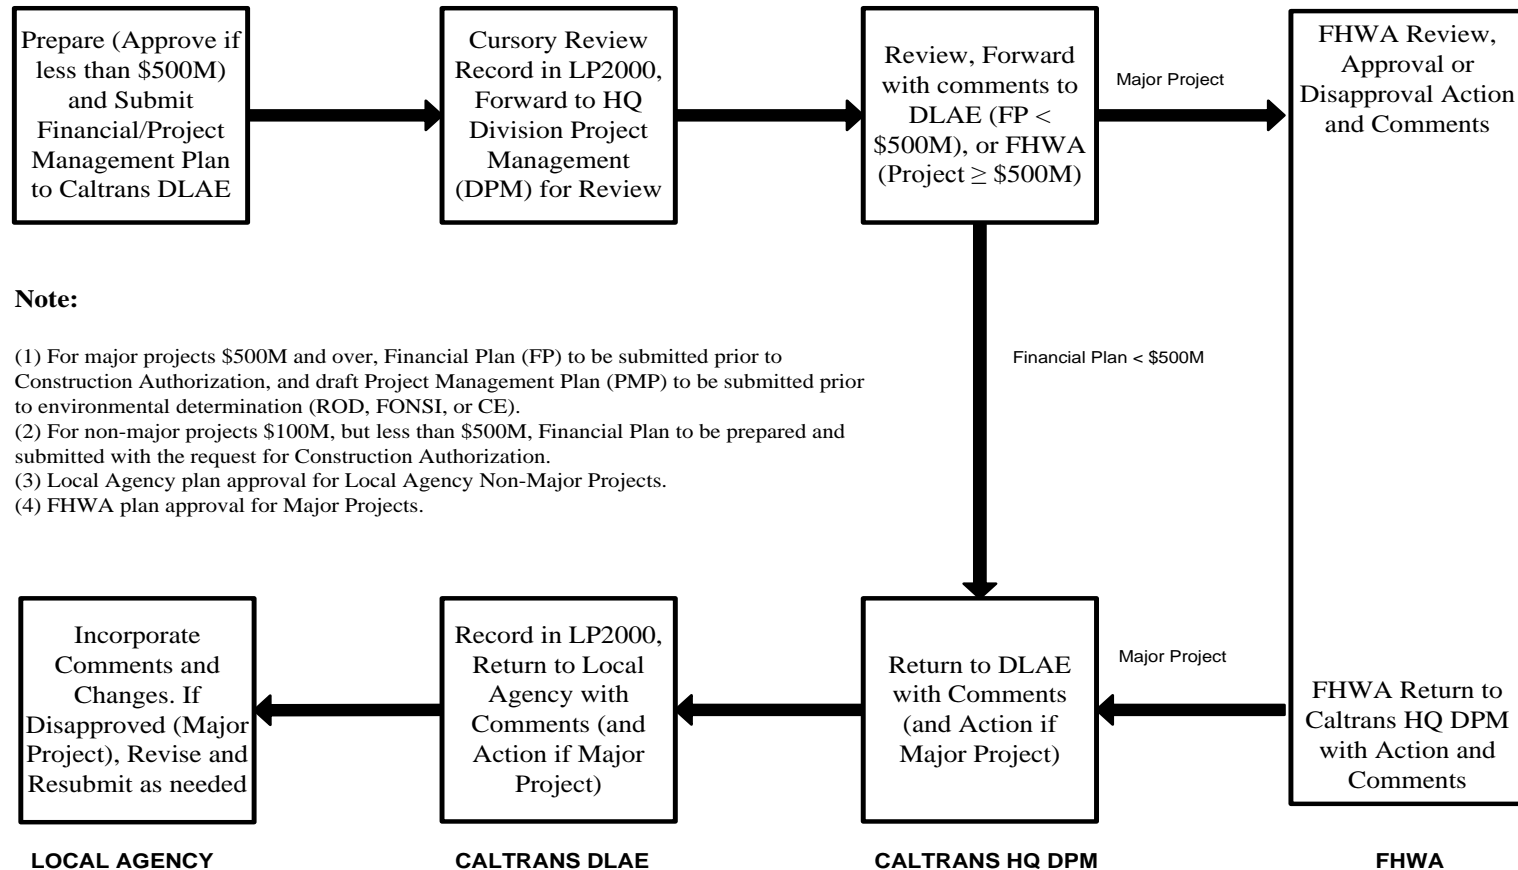 Prepare (Approve if
less than $500M)
and Submit
Financial/Project
Management Plan
to Caltrans DLAE
Cursory Review
Record in LP2000,
Forward to HQ
Division Project
Management
(DPM) for Review
Review, Forward
with comments to
DLAE (FP <
$500M), or FHWA
(Project ≥ $500M)
Major Project
FHWA Review,
Approval or
Disapproval Action
and Comments
Note:
(1) For major projects $500M and over, Financial Plan (FP) to be submitted prior to
Construction Authorization, and draft Project Management Plan (PMP) to be submitted prior
to environmental determination (ROD, FONSI, or CE).
(2) For non-major projects $100M, but less than $500M, Financial Plan to be prepared and
submitted with the request for Construction Authorization.
(3) Local Agency plan approval for Local Agency Non-Major Projects.
(4) FHWA plan approval for Major Projects.
Financial Plan < $500M
Incorporate
Comments and
Changes. If
Disapproved (Major
Project), Revise and
Resubmit as needed
Record in LP2000,
Return to Local
Agency with
Comments (and
Action if Major
Project)
Return to DLAE
with Comments
(and Action if
Major Project)
Major Project
FHWA Return to
Caltrans HQ DPM
with Action and
Comments
LOCAL AGENCY
CALTRANS DLAE
CALTRANS HQ DPM
FHWA